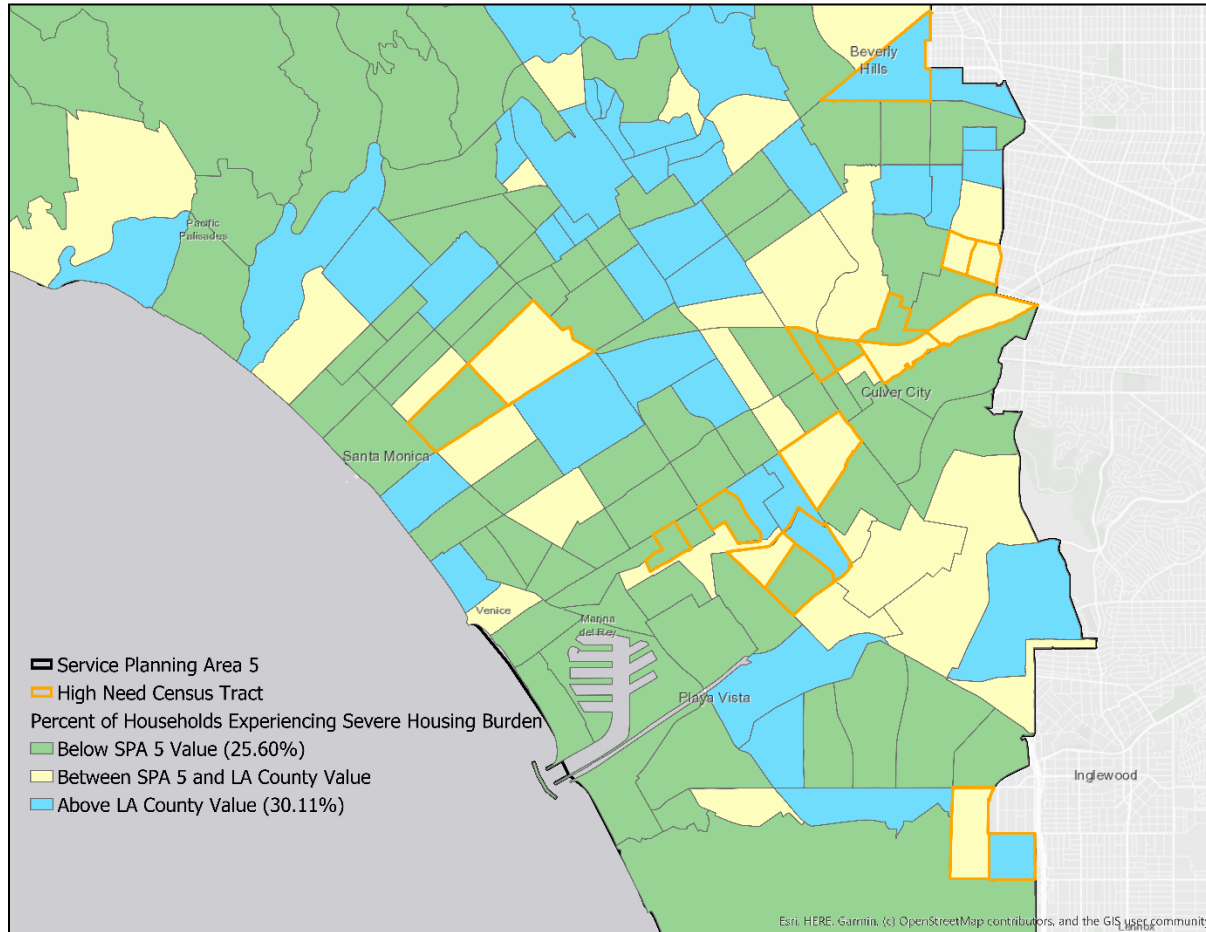 Beverly
Hills
Pacific
Palisades
Culver City
Santa Monica
Venice
Marina
del Rey
Playa Vista
Inglewood
Service Planning Area 5
High Need Census Tract
Percent of Households Experiencing Severe Housing Burden
Below SPA 5 Value (25.60%)
Between SPA 5 and LA County Value
Above LA County Value (30.11%)
Esri, HERE, Garmin, (c) OpenStreetMap contributors, and the GIS user community
Lennox